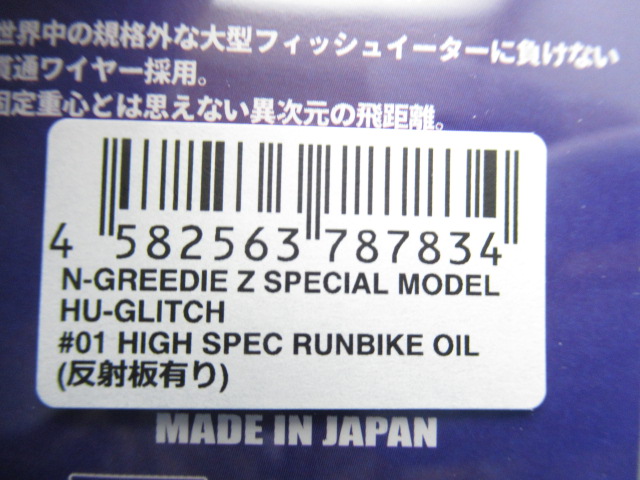 世界中の規格外な大型フィッシュイーターに負けない
貫通ワイヤー採用。
固定重心とは思えない異次元の飛距離。
4 582563 787834
N-GREEDIE Z SPECIAL MODEL
HU-GLITCH
#01 HIGH SPEC RUNBIKE OIL
(反射板有り)
MADE IN JAPAN